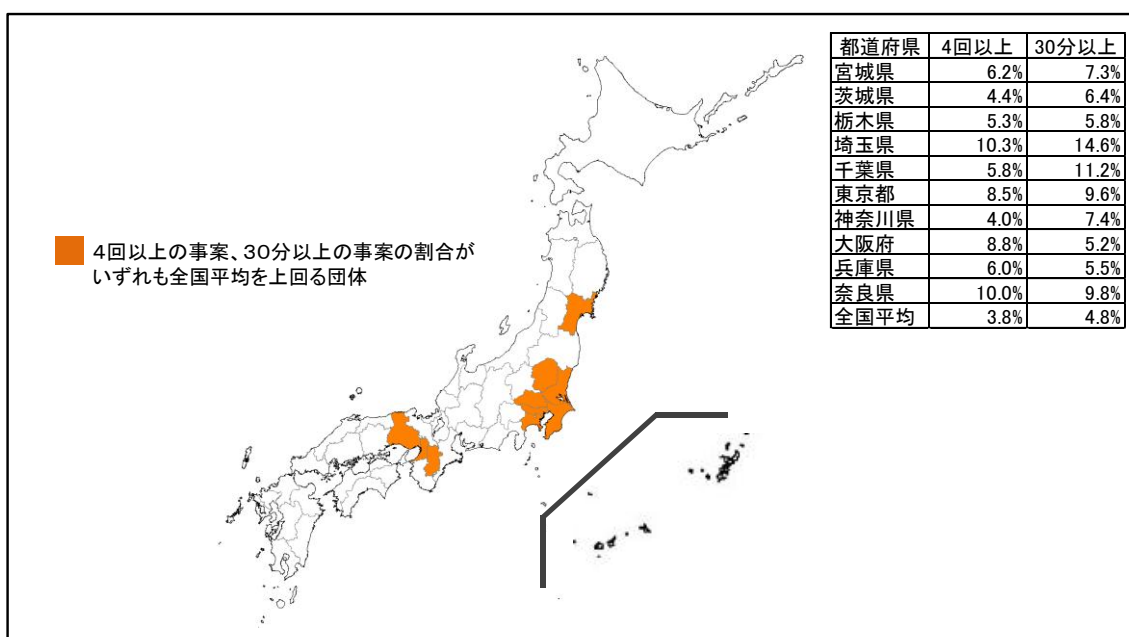 都道府県 4回以上 30分以上
宮城県 6.2% 7.3%
茨城県 4.4% 6.4%
栃木県 5.3% 5.8%
埼玉県 10.3% 14.6%
千葉県 5.8% 11.2%
東京都 8.5% 9.6%
神奈川県 4.0% 7.4%
大阪府 8.8% 5.2%
兵庫県 6.0% 5.5%
奈良県 10.0% 9.8%
全国平均 3.8% 4.8%
4回以上の事案、30分以上の事案の割合が
いずれも全国平均を上回る団体